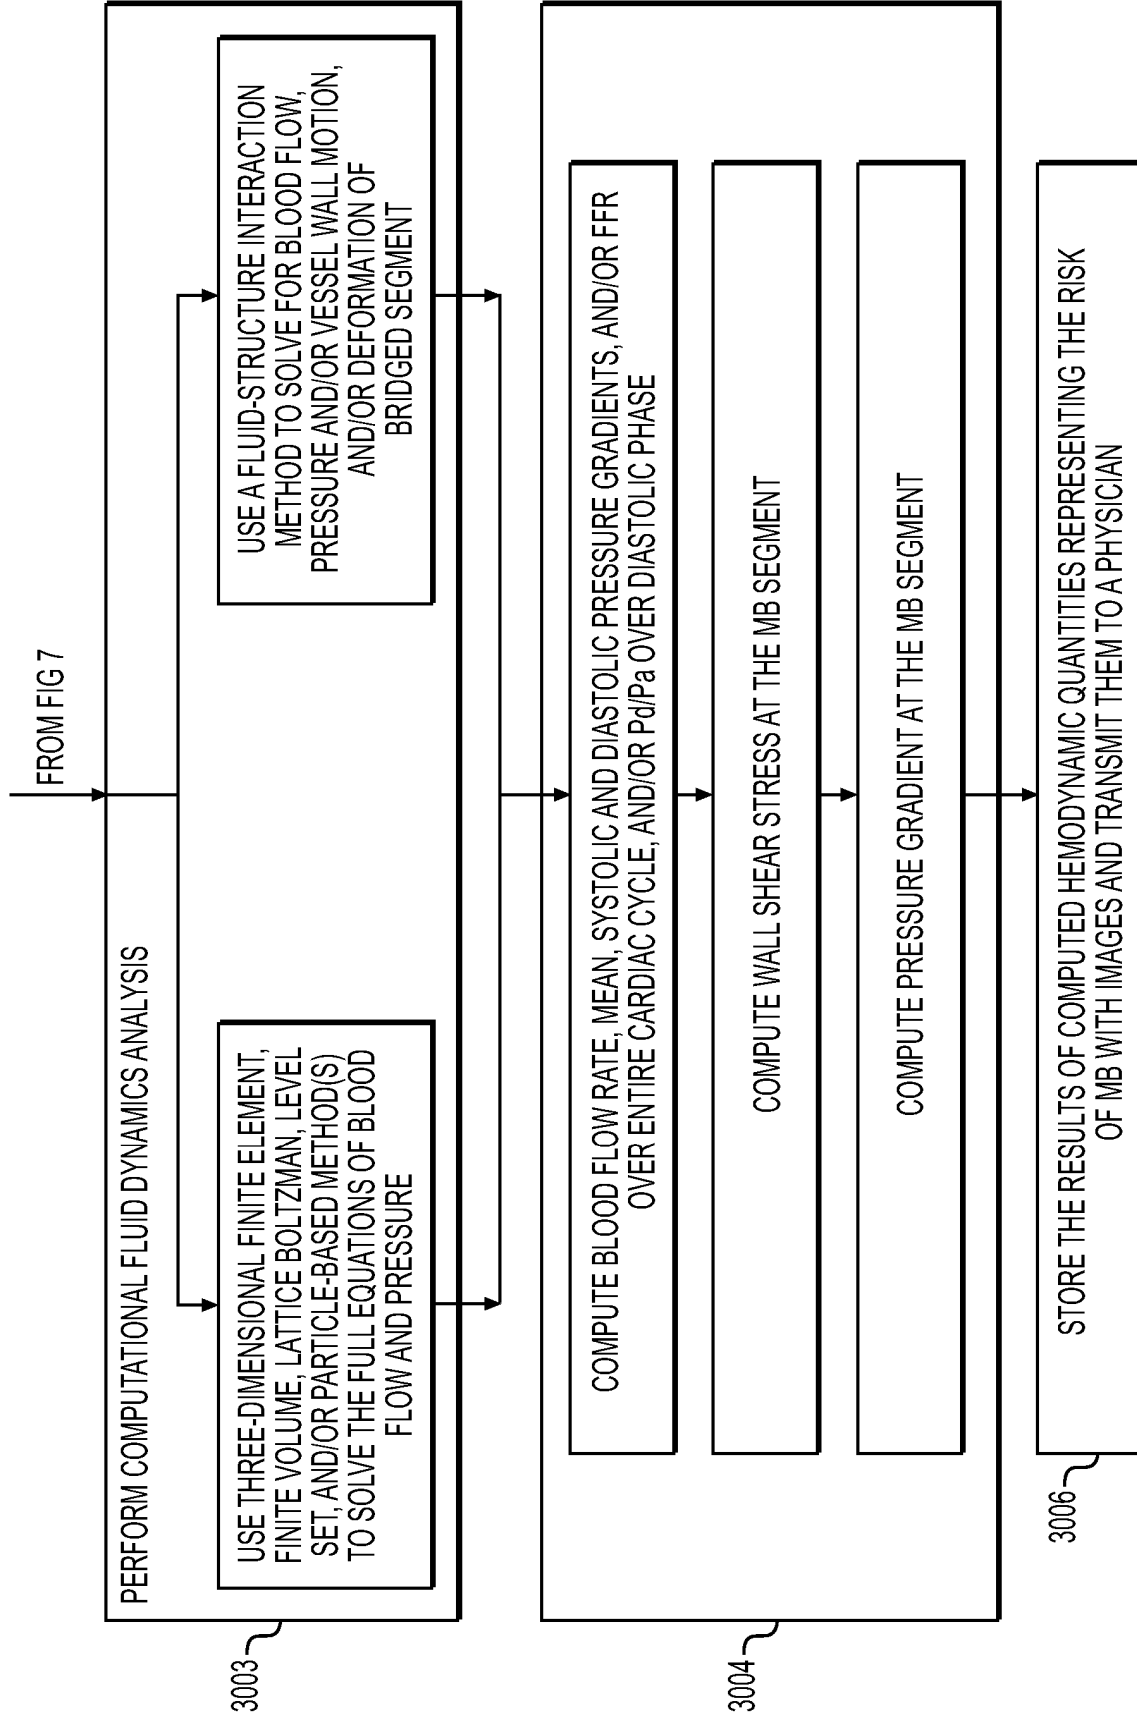 FROM FIG 7
PERFORM COMPUTATIONAL FLUID DYNAMICS ANALYSIS
USE THREE-DIMENSIONAL FINITE ELEMENT,
FINITE VOLUME, LATTICE BOLTZMAN, LEVEL
SET, AND/OR PARTICLE-BASED METHOD(S)
TO SOLVE THE FULL EQUATIONS OF BLOOD
FLOW AND PRESSURE
USE A FLUID-STRUCTURE INTERACTION
METHOD TO SOLVE FOR BLOOD FLOW,
PRESSURE AND/OR VESSEL WALL MOTION,
AND/OR DEFORMATION OF
BRIDGED SEGMENT
3003
COMPUTE BLOOD FLOW RATE, MEAN, SYSTOLIC AND DIASTOLIC PRESSURE GRADIENTS, AND/OR FFR
OVER ENTIRE CARDIAC CYCLE, AND/OR Pd/Pa OVER DIASTOLIC PHASE
COMPUTE WALL SHEAR STRESS AT THE MB SEGMENT
3004
COMPUTE PRESSURE GRADIENT AT THE MB SEGMENT
STORE THE RESULTS OF COMPUTED HEMODYNAMIC QUANTITIES REPRESENTING THE RISK
OF MB WITH IMAGES AND TRANSMIT THEM TO A PHYSICIAN
3006